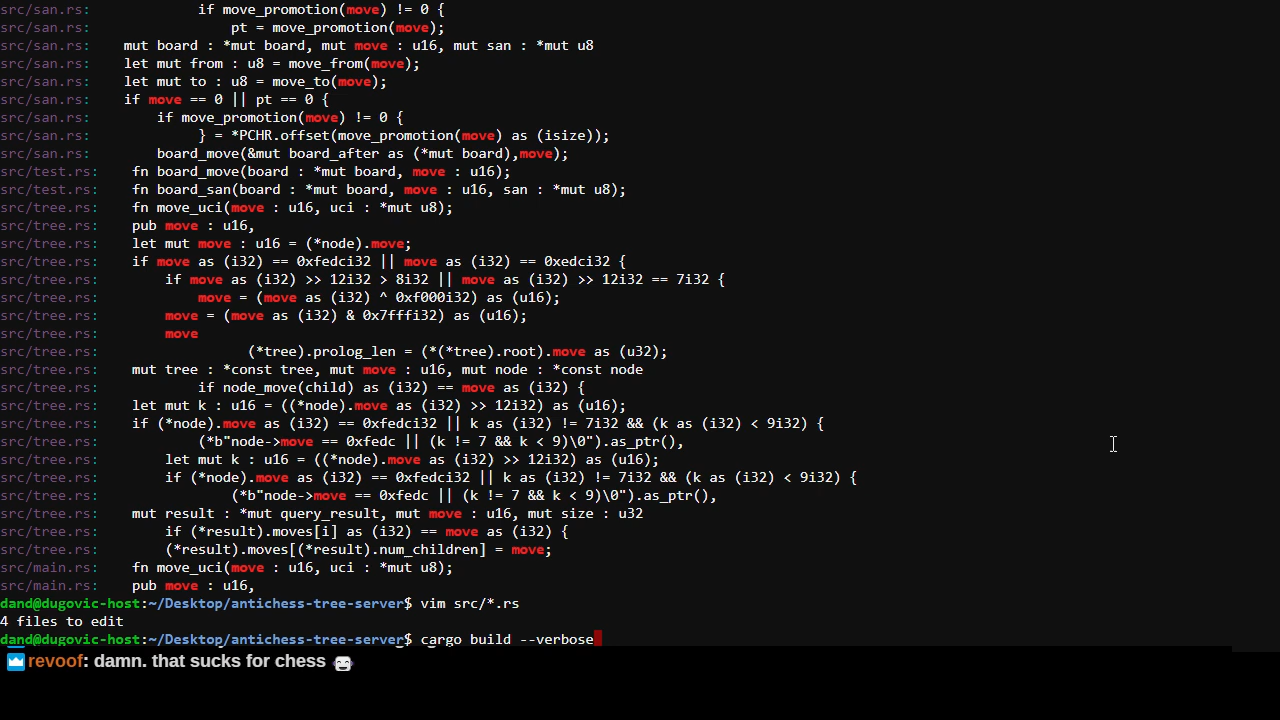 src/san.rs:             if move_promotion(move) != 0 {
src/san.rs:                 pt = move_promotion(move);
src/san.rs:    mut board : *mut board, mut move : u16, mut san : *mut u8
src/san.rs:    let mut from : u8 = move_from(move);
src/san.rs:    let mut to : u8 = move_to(move);
src/san.rs:    if move == 0 || pt == 0 {
src/san.rs:        if move_promotion(move) != 0 {
src/san.rs:             } = *PCHR.offset(move_promotion(move) as (isize));
src/san.rs:        board_move(&mut board_after as (*mut board),move);
src/test.rs:    fn board_move(board : *mut board, move : u16);
src/test.rs:    fn board_san(board : *mut board, move : u16, san : *mut u8);
src/tree.rs:    fn move_uci(move : u16, uci : *mut u8);
src/tree.rs:    pub move : u16,
src/tree.rs:    let mut move : u16 = (*node).move;
src/tree.rs:    if move as (i32) == 0xfedci32 || move as (i32) == 0xedci32 {
src/tree.rs:        if move as (i32) >> 12i32 > 8i32 || move as (i32) >> 12i32 == 7i32 {
src/tree.rs:            move = (move as (i32) ^ 0xf000i32) as (u16);
src/tree.rs:        move = (move as (i32) & 0x7fffi32) as (u16);
src/tree.rs:        move
src/tree.rs:                  (*tree).prolog_len = (*(*tree).root).move as (u32);
src/tree.rs:    mut tree : *const tree, mut move : u16, mut node : *const node
src/tree.rs:            if node_move(child) as (i32) == move as (i32) {
src/tree.rs:    let mut k : u16 = ((*node).move as (i32) >> 12i32) as (u16);
src/tree.rs:    if (*node).move as (i32) == 0xfedci32 || k as (i32) != 7i32 && (k as (i32) < 9i32) {
src/tree.rs:            (*b"node->move == 0xfedc || (k != 7 && k < 9)\0").as_ptr(),
src/tree.rs:        let mut k : u16 = ((*node).move as (i32) >> 12i32) as (u16);
src/tree.rs:        if (*node).move as (i32) == 0xfedci32 || k as (i32) != 7i32 && (k as (i32) < 9i32) {
src/tree.rs:                (*b"node->move == 0xfedc || (k != 7 && k < 9)\0").as_ptr(),
src/tree.rs:    mut result : *mut query_result, mut move : u16, mut size : u32
src/tree.rs:        if (*result).moves[i] as (i32) == move as (i32) {
src/tree.rs:        (*result).moves[(*result).num_children] = move;
src/main.rs:    fn move_uci(move : u16, uci : *mut u8);
src/main.rs:    pub move : u16,
dand@dugovic-host:~/Desktop/antichess-tree-server$ vim src/*.rs
4 files to edit
dand@dugovic-host:~/Desktop/antichess-tree-server$ cargo build --verbose
revoof: damn. that sucks for chess